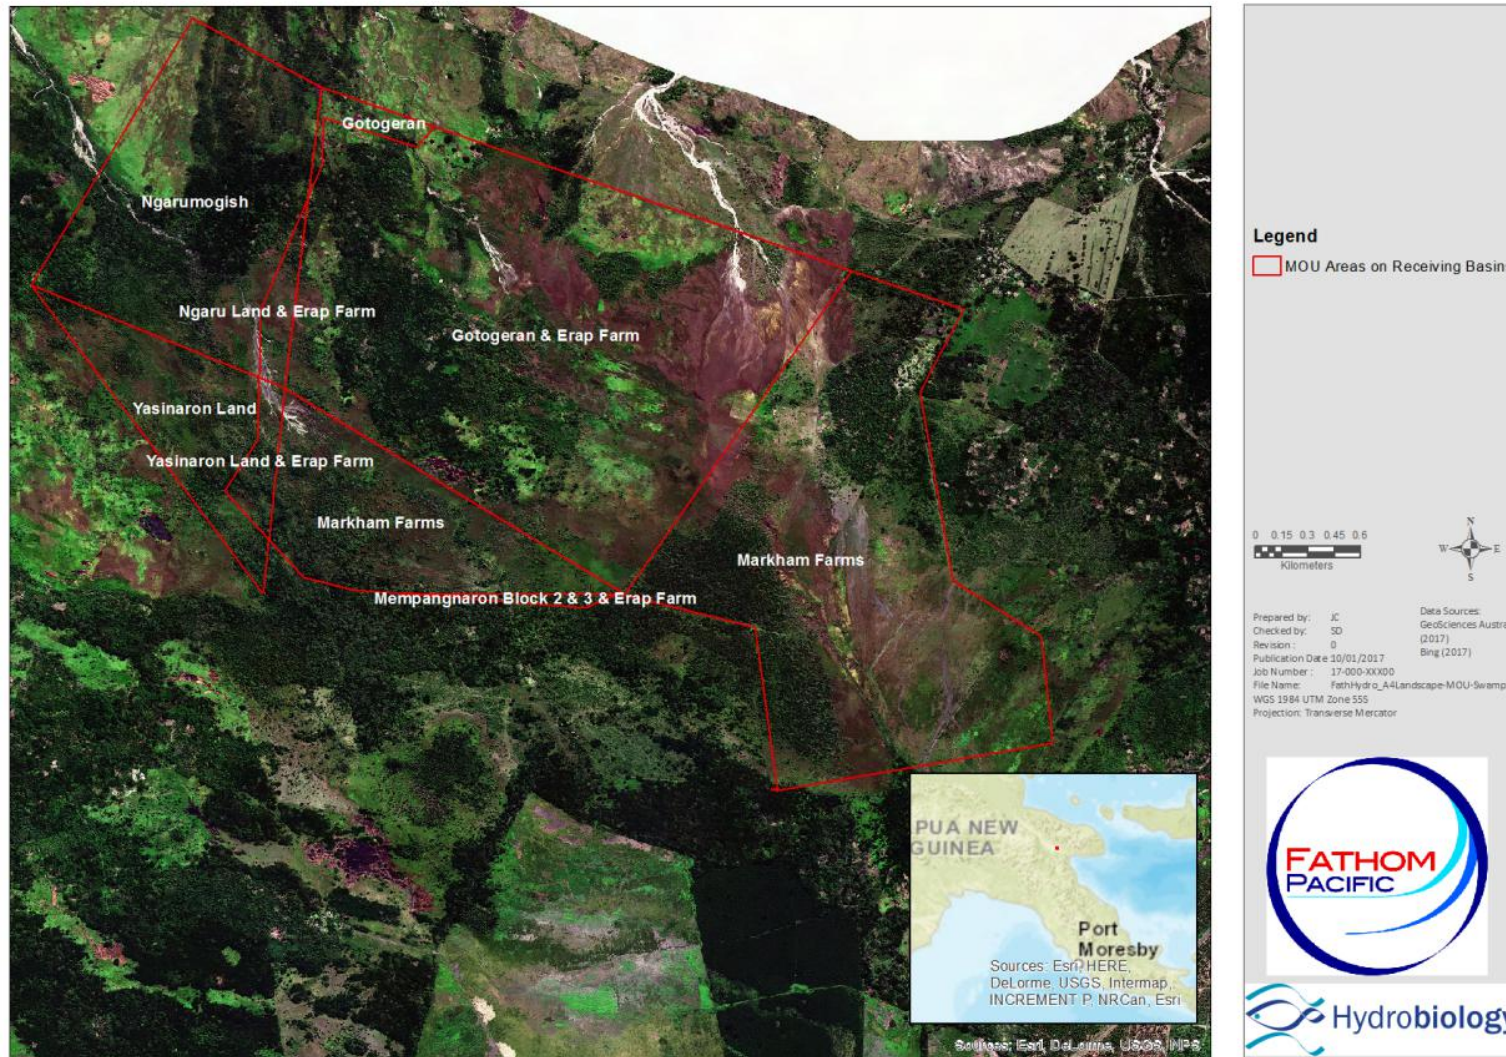 Gotogeran
Ngarumogish
Ngaru Land & Erap Farm
Gotogeran & Erap Farm
Yasinaron Land
Yasinaron Land & Erap Farm
Markham Farms
Markham Farms
Mempangnaron Block 2 & 3 & Erap Farm
PUA NEW
GUINEA
Port
Moresby
Sources: Esri, HERE,
DeLorme, USGS, Intermap,
INCREMENT P, NRCan, Esri
Sources: Esri, DeLorme, USGS, NPS
Legend
MOU Areas on Receiving Basin
0 0.15 0.3 0.45 0.6
Kilometers
N
W E
S
Prepared by: JC
Checked by: SD
Revision : 0
Publication Date 10/01/2017
Job Number : 17-000-XXX00
File Name: FathHydro_A4Landscape-MOU-Swamp
WGS 1984 UTM Zone 55S
Projection: Transverse Mercator
Data Sources:
GeoSciences Austra
(2017)
Bing (2017)
FATHOM
PACIFIC
Hydrobiology